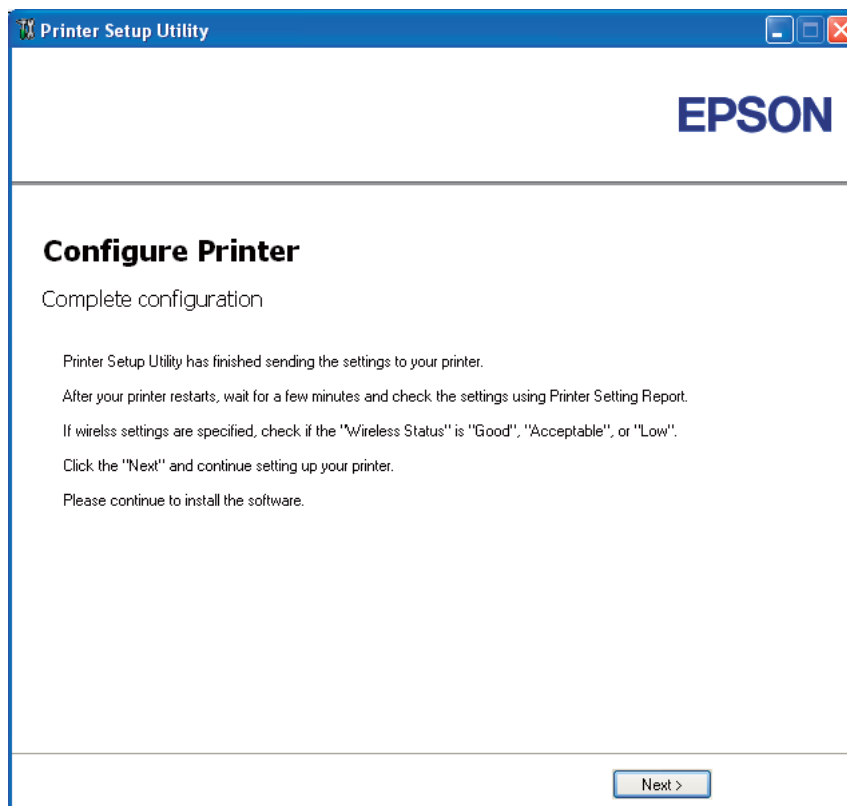 Printer Setup Utility
EPSON
Configure Printer
Complete configuration
Printer Setup Utility has finished sending the settings to your printer.
After your printer restarts, wait for a few minutes and check the settings using Printer Setting Report.
If wirelss settings are specified, check if the "Wireless Status" is "Good", "Acceptable", or "Low".
Click the "Next" and continue setting up your printer.
Please continue to install the software.
Next >